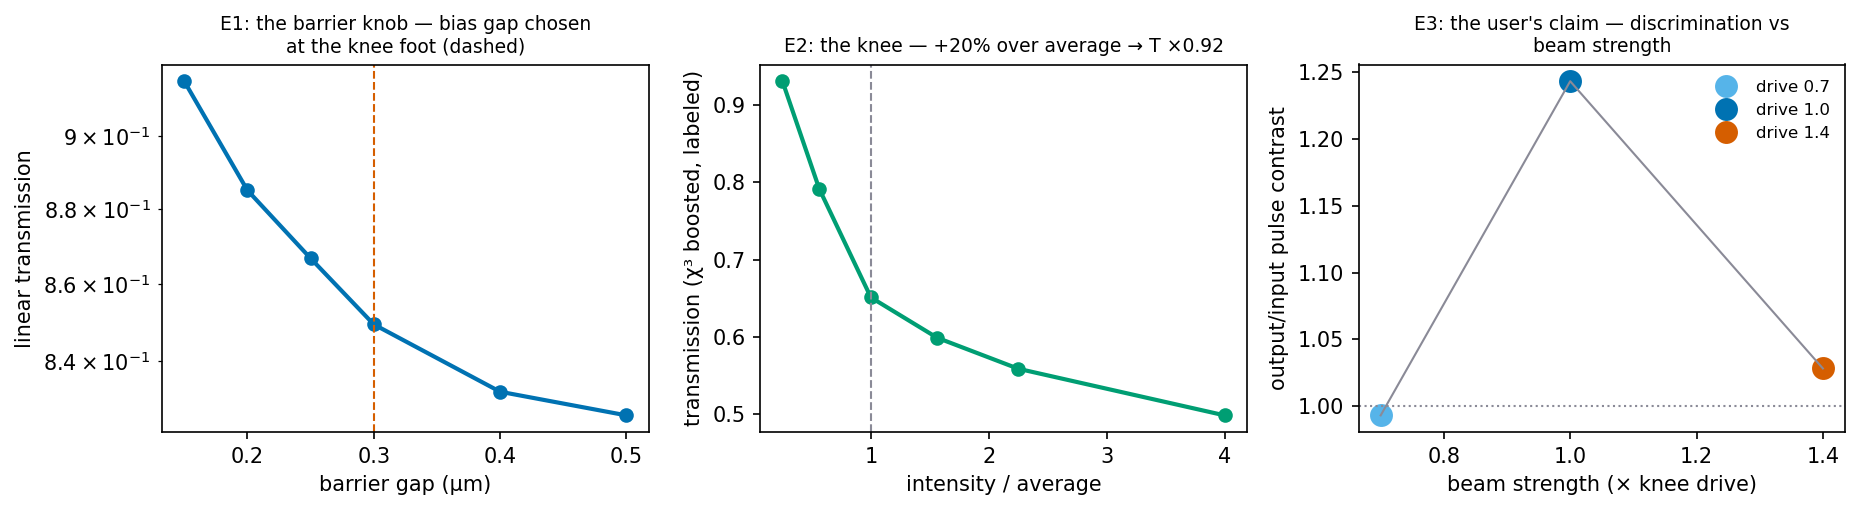 E1: the barrier knob — bias gap chosen
at the knee foot (dashed)
linear transmission
9 × 10⁻¹
8.8 × 10⁻¹
8.6 × 10⁻¹
8.4 × 10⁻¹
0.2
0.3
0.4
0.5
barrier gap (μm)
E2: the knee — +20% over average → T ×0.92
transmission (χ³ boosted, labeled)
0.9
0.8
0.7
0.6
0.5
1
2
3
4
intensity / average
E3: the user's claim — discrimination vs
beam strength
output/input pulse contrast
1.25
1.20
1.15
1.10
1.05
1.00
drive 0.7
drive 1.0
drive 1.4
0.8
1.0
1.2
1.4
beam strength (× knee drive)